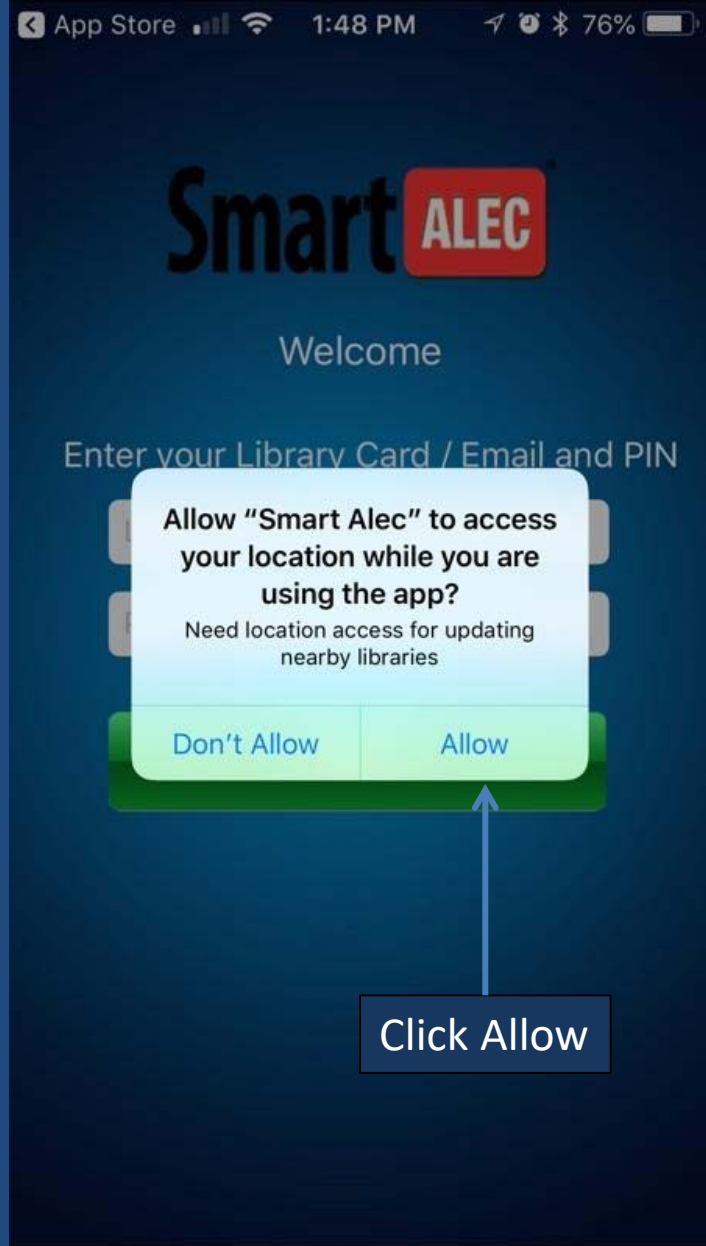 App Store 1:48 PM 76%
Smart ALEC
Welcome
Enter your Library Card / Email and PIN
Allow “Smart Alec” to access
your location while you are
using the app?
Need location access for updating
nearby libraries
Don’t Allow Allow
Click Allow